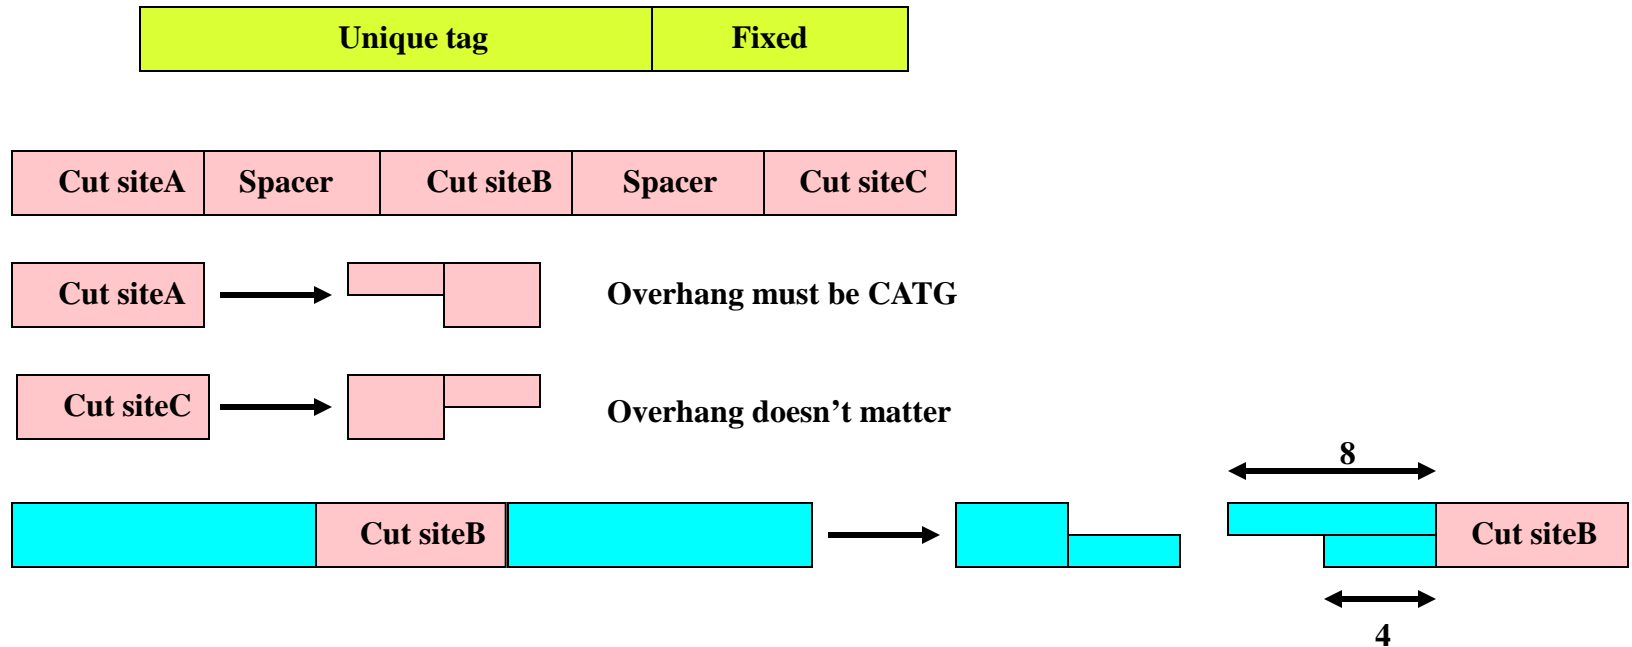 Unique tag Fixed
Cut siteA Spacer Cut siteB Spacer Cut siteC
Cut siteA Overhang must be CATG
Cut siteC Overhang doesn’t matter
8
Cut siteB Cut siteB
4